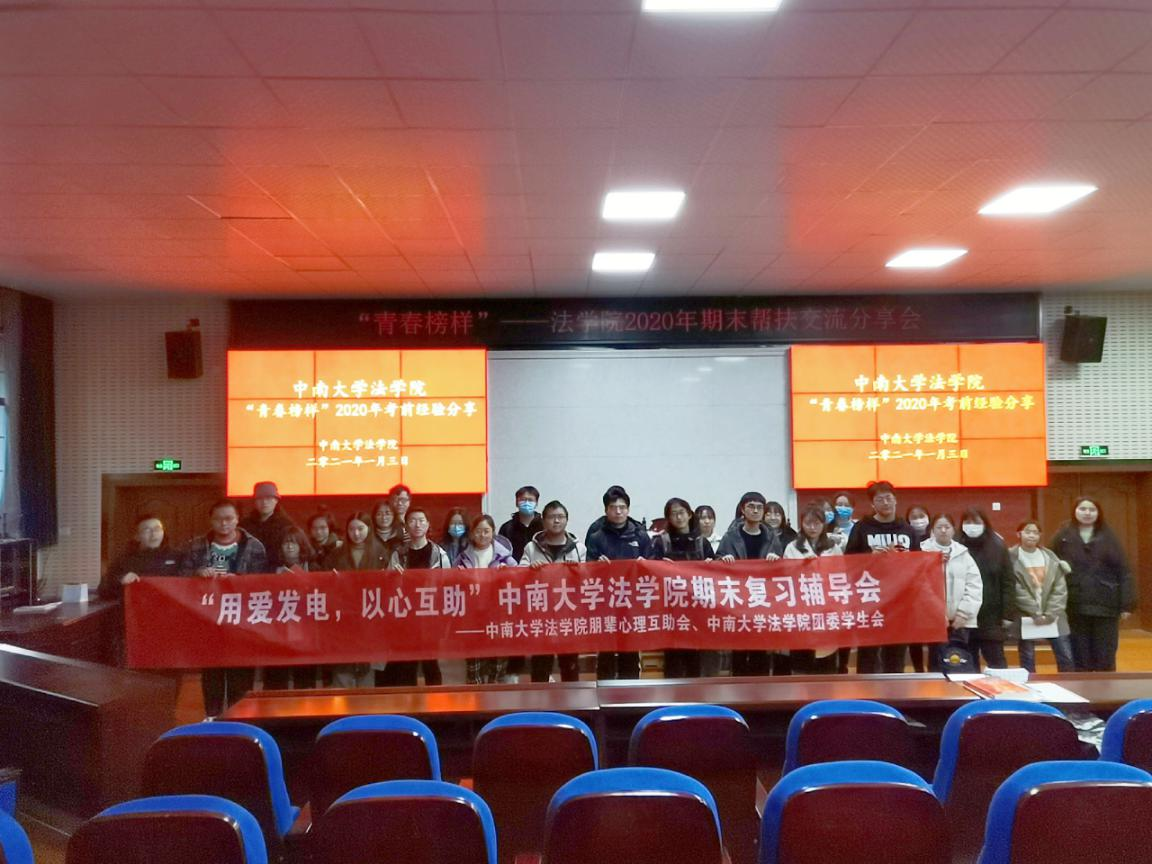 “青春榜样”——法学院2020年期末帮扶交流分享会
中南大学法学院
“青春榜样”2020年考前经验分享
中南大学法学院
二零二一年一月三日
中南大学法学院
“青春榜样”2020年考前经验分享
中南大学法学院
二零二一年一月三日
“用爱发电，以心互助”中南大学法学院期末复习辅导会
——中南大学法学院朋辈心理互助会、中南大学法学院团委学生会